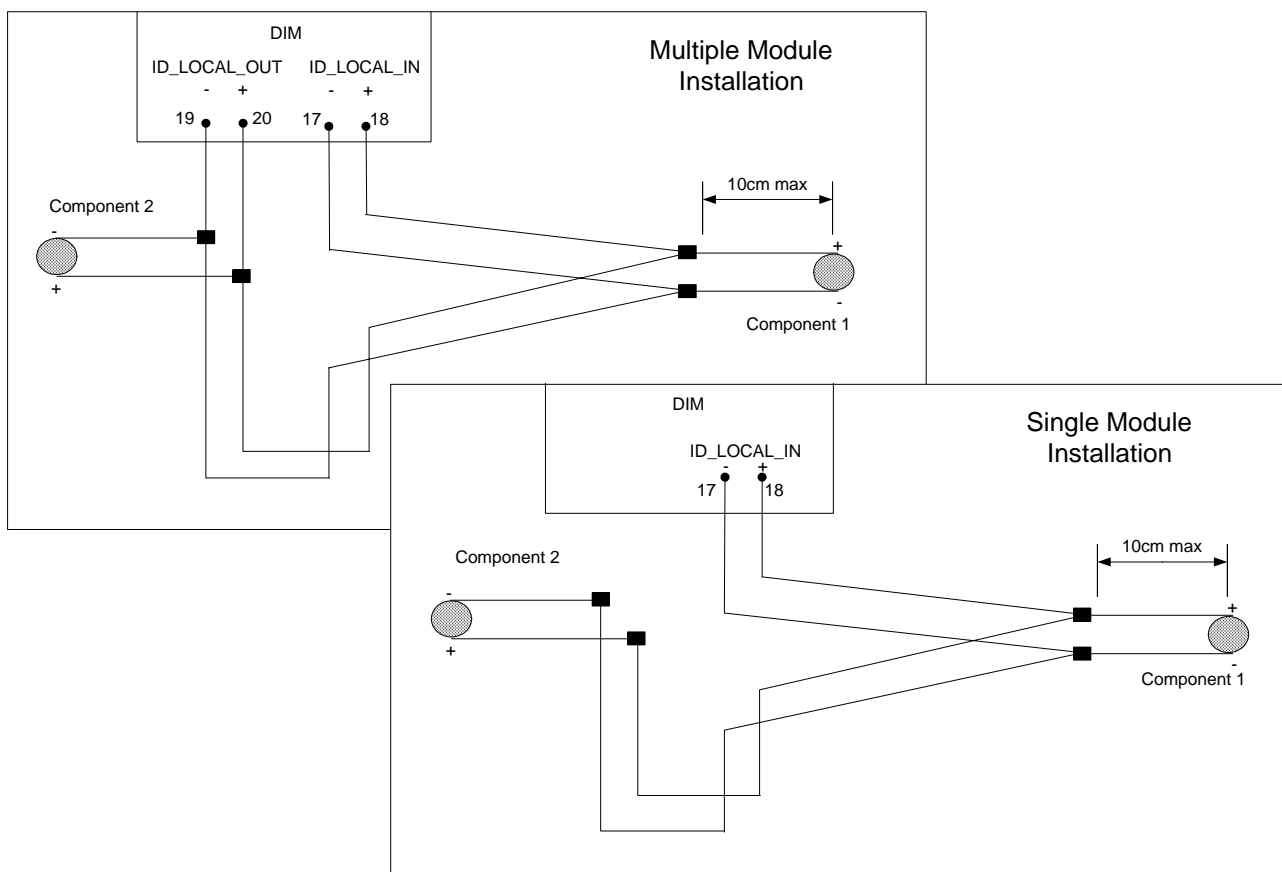 DIM
Multiple Module
Installation
ID_LOCAL_OUT ID_LOCAL_IN
- + - +
19 20 17 18
10cm max
Component 2
-
+
+
-
Component 1
DIM
Single Module
Installation
ID_LOCAL_IN
- +
17 18
10cm max
Component 2
-
+
+
-
Component 1